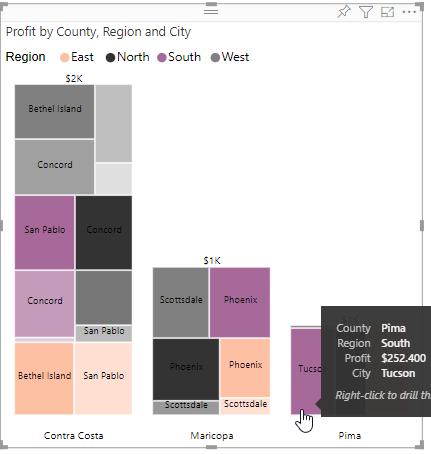 Profit by County, Region and City
Region East North South West
$2K
Bethel Island
Concord
San Pablo Concord
Concord
San Pablo
Bethel Island San Pablo
$1K
Scottsdale Phoenix
Phoenix Phoenix
Scottsdale Scottsdale
County Pima
Region South
Profit $252.400
City Tucson
Right-click to drill th
Contra Costa Maricopa Pima